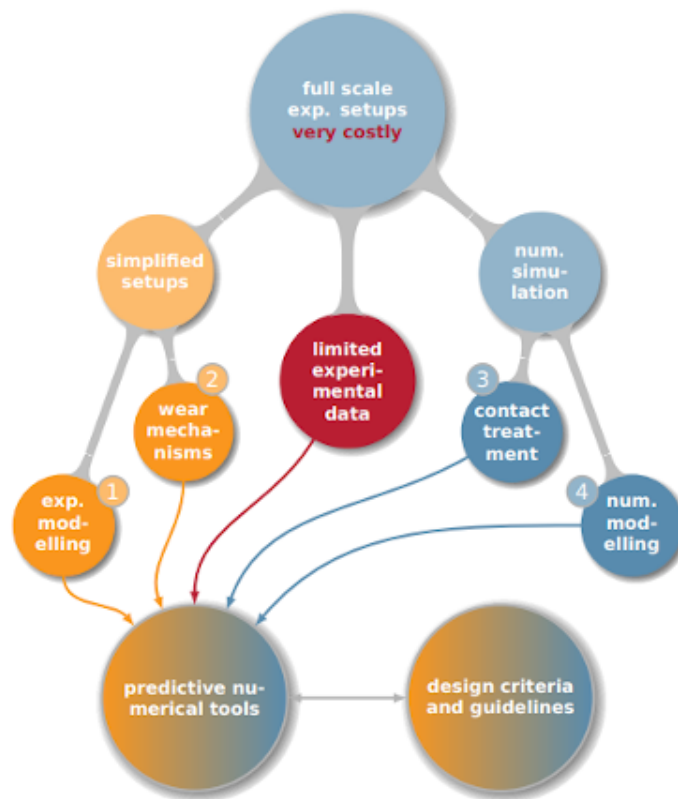 full scale
exp. setups
very costly
simplified
setups
num.
simu-
lation
limited
experi-
mental
data
2
wear
mecha-
nisms
3
contact
treat-
ment
1
exp.
mod-
elling
4
num.
mod-
elling
predictive nu-
merical tools
design criteria
and guidelines